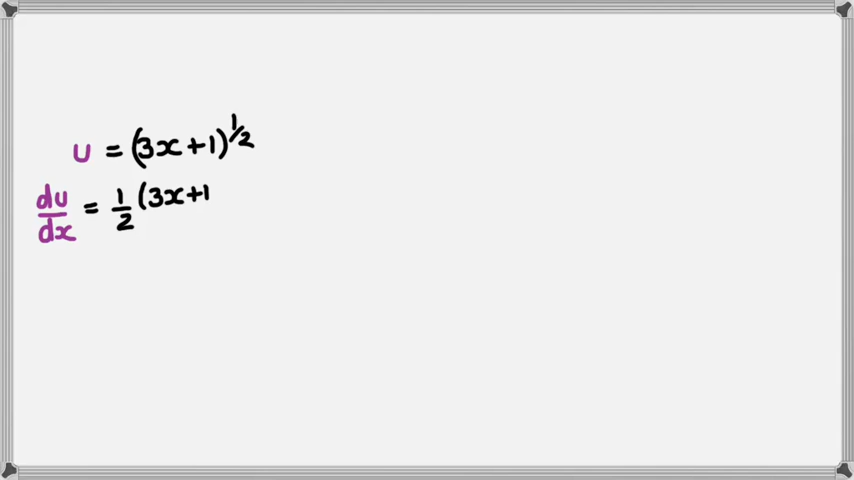 u = (3x+1)^1/2
du/dx = 1/2 (3x+1